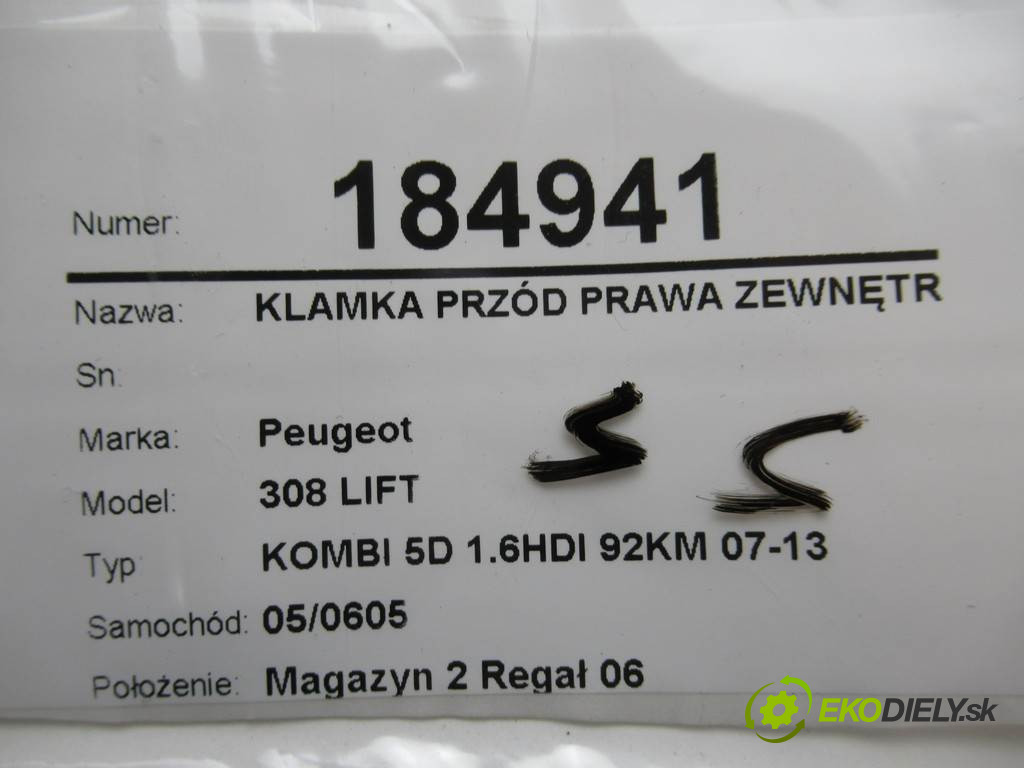 Numer: 184941
Nazwa: KLAMKA PRZÓD PRAWA ZEWNĘTR
Sn:
Marka: Peugeot
Model: 308 LIFT
Typ KOMBI 5D 1.6HDI 92KM 07-13
Samochód: 05/0605
Położenie: Magazyn 2 Regał 06
EKODIELY.sk